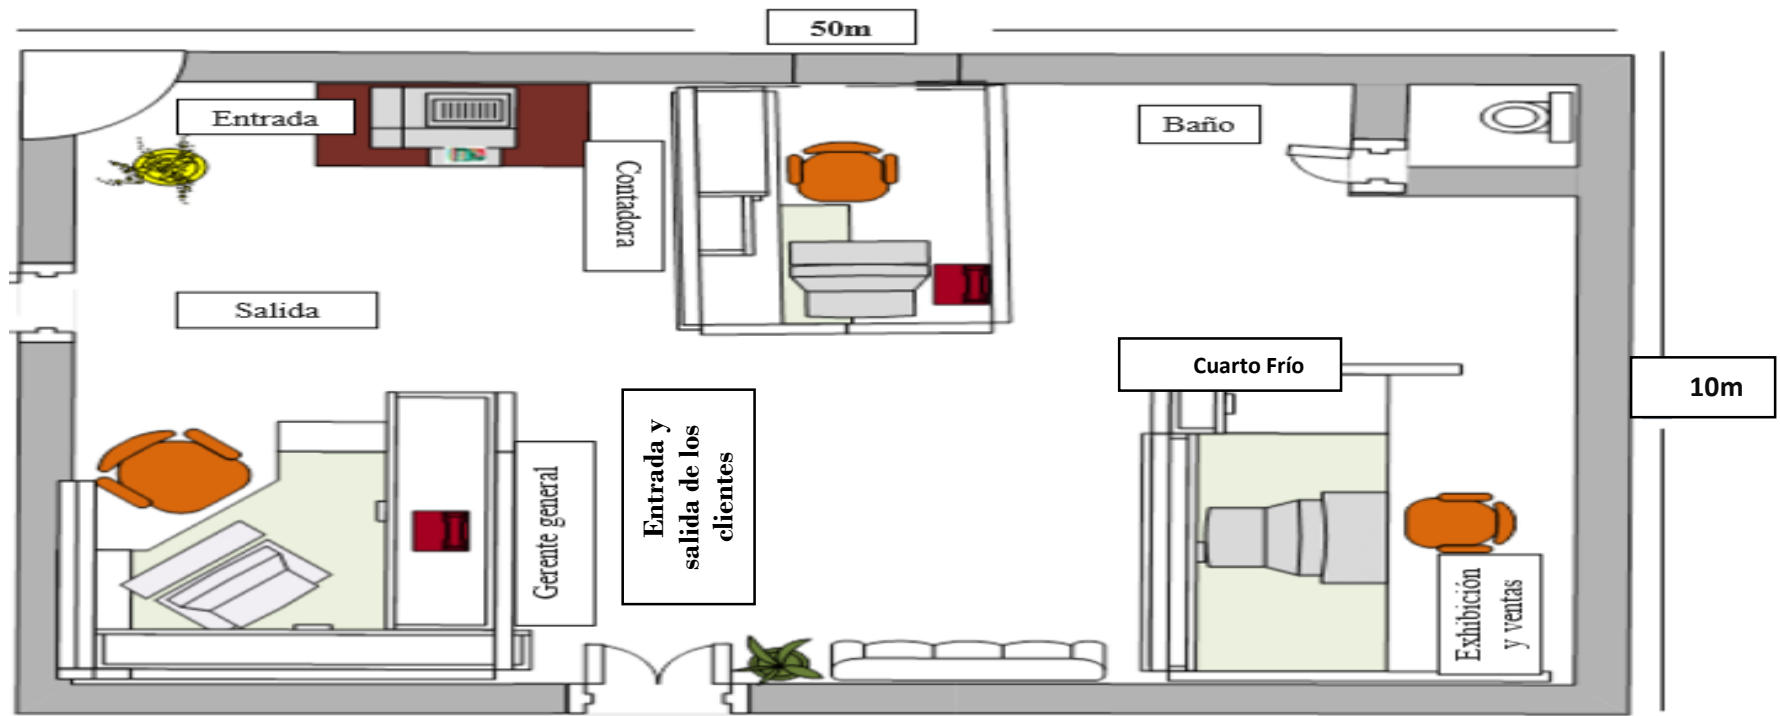 50m
Entrada
Baño
Contadora
Salida
Cuarto Frío
10m
Gerente general
Entrada y
salida de los
clientes
Exhibición
y ventas